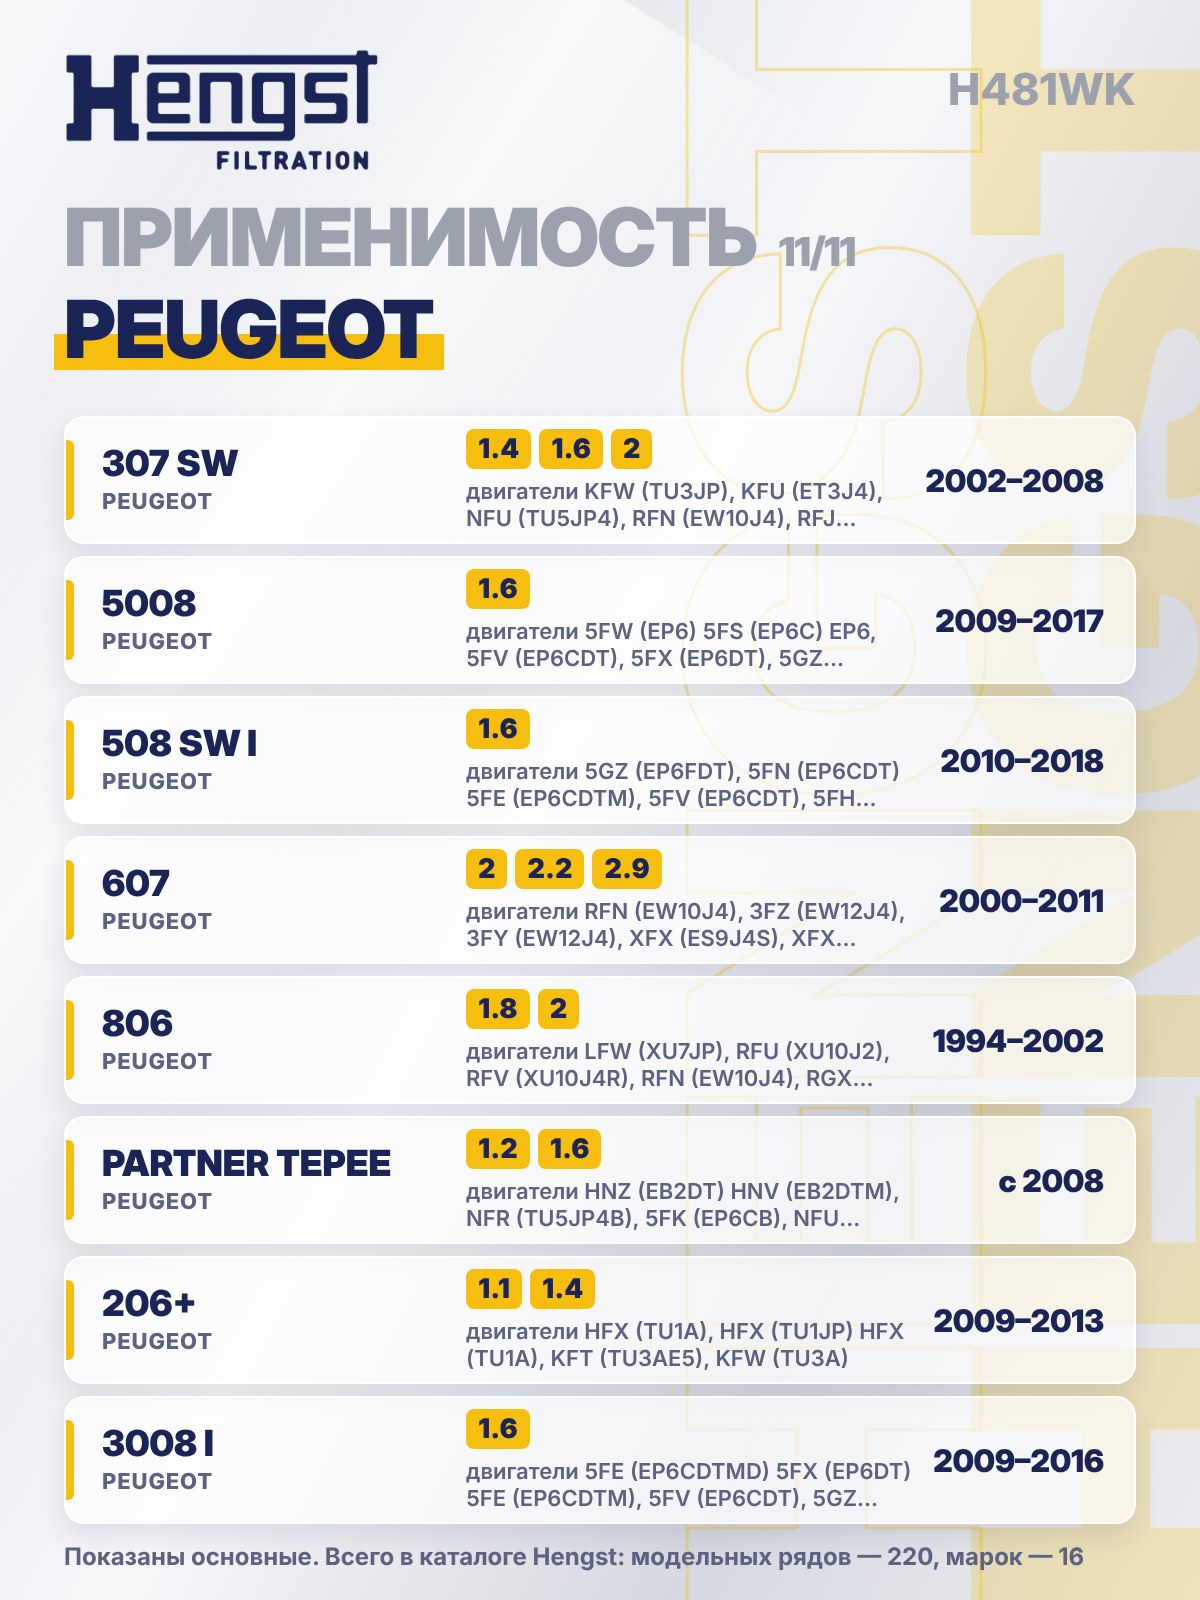 Hengst
FILTRATION
H481WK
ПРИМЕНИМОСТЬ 11/11
PEUGEOT
307 SW
PEUGEOT
1.4 1.6 2
двигатели KFW (TU3JP), KFU (ET3J4),
NFU (TU5JP4), RFN (EW10J4), RFJ...
2002–2008
5008
PEUGEOT
1.6
двигатели 5FW (EP6) 5FS (EP6C) EP6,
5FV (EP6CDT), 5FX (EP6DT), 5GZ...
2009–2017
508 SW I
PEUGEOT
1.6
двигатели 5GZ (EP6FDT), 5FN (EP6CDT)
5FE (EP6CDTM), 5FV (EP6CDT), 5FH...
2010–2018
607
PEUGEOT
2 2.2 2.9
двигатели RFN (EW10J4), 3FZ (EW12J4),
3FY (EW12J4), XFX (ES9J4S), XFX...
2000–2011
806
PEUGEOT
1.8 2
двигатели LFW (XU7JP), RFU (XU10J2),
RFV (XU10J4R), RFN (EW10J4), RGX...
1994–2002
PARTNER TEPEE
PEUGEOT
1.2 1.6
двигатели HNZ (EB2DT) HNV (EB2DTM),
NFR (TU5JP4B), 5FK (EP6CB), NFU...
с 2008
206+
PEUGEOT
1.1 1.4
двигатели HFX (TU1A), HFX (TU1JP) HFX
(TU1A), KFT (TU3AE5), KFW (TU3A)
2009–2013
3008 I
PEUGEOT
1.6
двигатели 5FE (EP6CDTMD) 5FX (EP6DT)
5FE (EP6CDTM), 5FV (EP6CDT), 5GZ...
2009–2016
Показаны основные. Всего в каталоге Hengst: модельных рядов — 220, марок — 16
HENGST